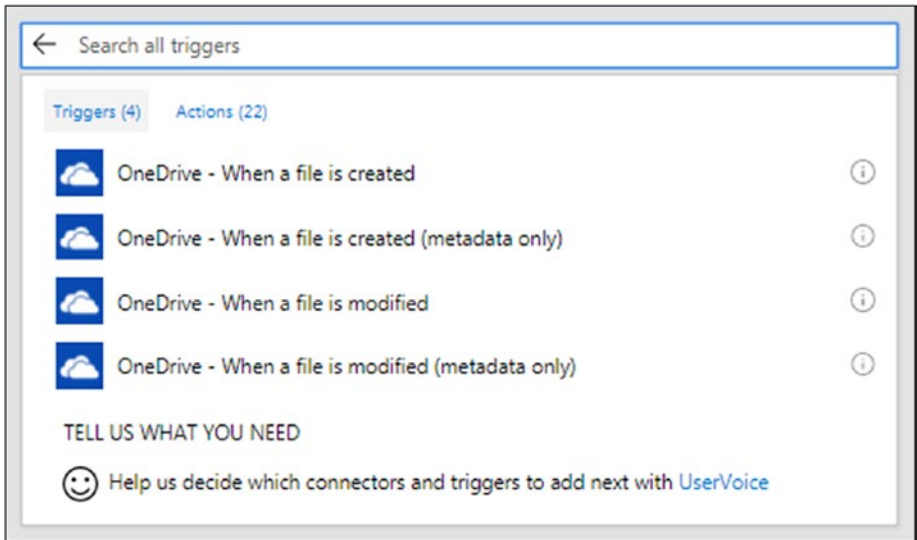 Search all triggers
Triggers (4) Actions (22)
OneDrive - When a file is created
OneDrive - When a file is created (metadata only)
OneDrive - When a file is modified
OneDrive - When a file is modified (metadata only)
TELL US WHAT YOU NEED
Help us decide which connectors and triggers to add next with UserVoice